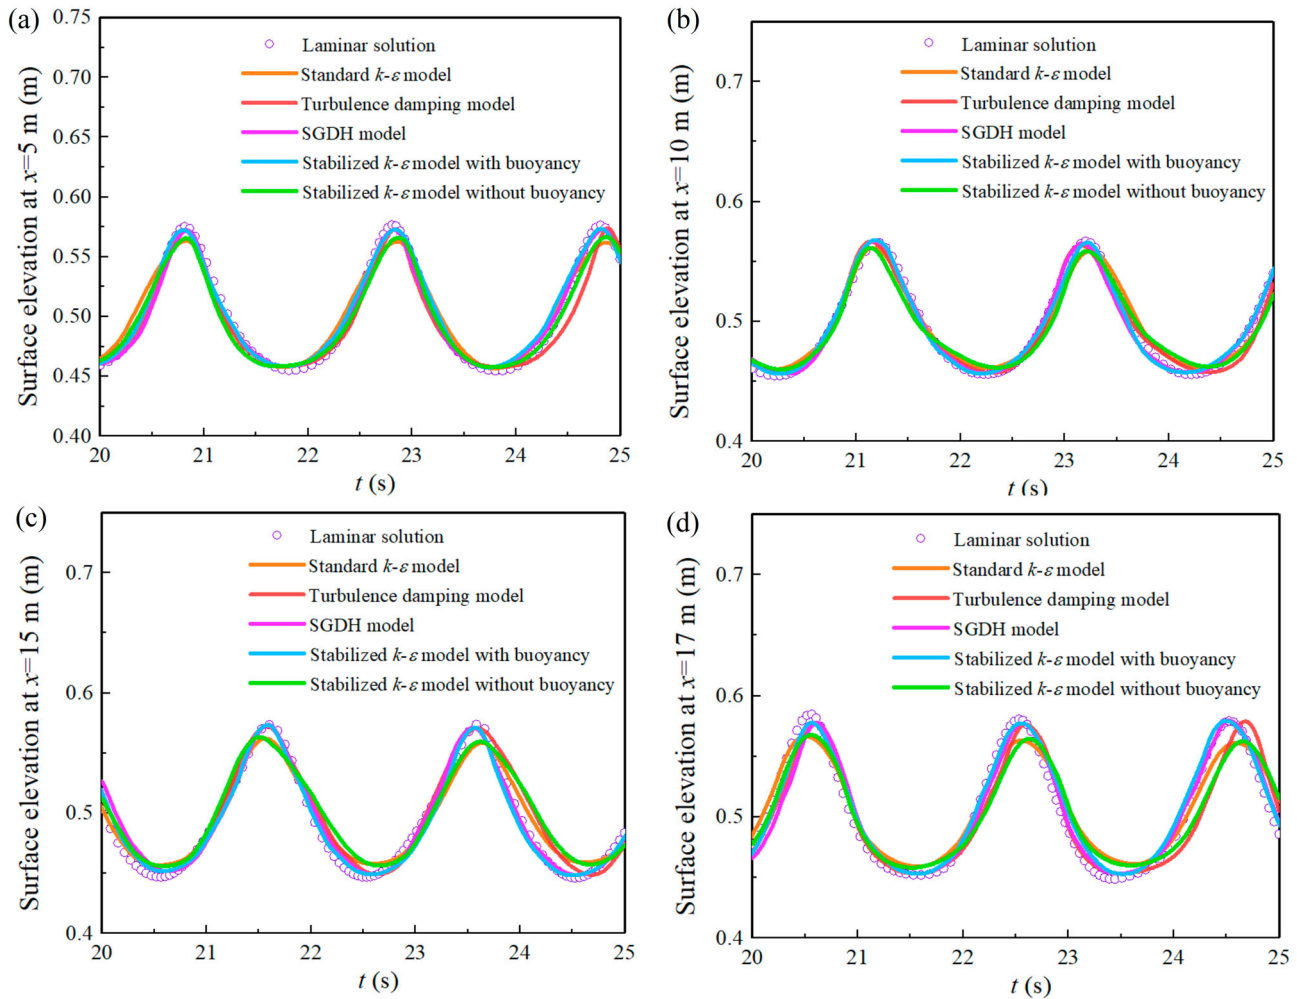 (a)
Surface elevation at x=5 m (m)
0.75
0.70
0.65
0.60
0.55
0.50
0.45
0.40
Laminar solution
Standard k-ε model
Turbulence damping model
SGDH model
Stabilized k-ε model with buoyancy
Stabilized k-ε model without buoyancy
20 21 22 23 24 25
t (s)
(b)
Surface elevation at x=10 m (m)
0.7
0.6
0.5
0.4
Laminar solution
Standard k-ε model
Turbulence damping model
SGDH model
Stabilized k-ε model with buoyancy
Stabilized k-ε model without buoyancy
20 21 22 23 24 25
t (s)
(c)
Surface elevation at x=15 m (m)
0.7
0.6
0.5
0.4
Laminar solution
Standard k-ε model
Turbulence damping model
SGDH model
Stabilized k-ε model with buoyancy
Stabilized k-ε model without buoyancy
20 21 22 23 24 25
t (s)
(d)
Surface elevation at x=17 m (m)
0.7
0.6
0.5
0.4
Laminar solution
Standard k-ε model
Turbulence damping model
SGDH model
Stabilized k-ε model with buoyancy
Stabilized k-ε model without buoyancy
20 21 22 23 24 25
t (s)